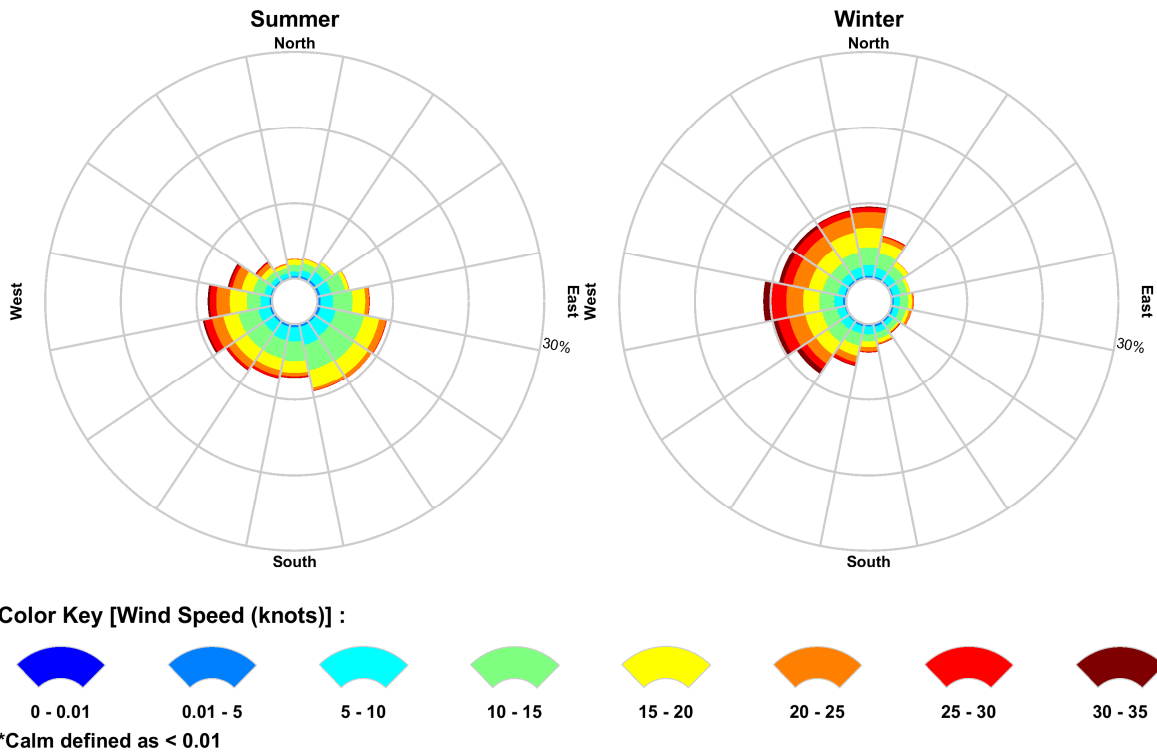 Summer
Winter
North
North
West
East
West
East
30%
30%
South
South
Color Key [Wind Speed (knots)] :
0 - 0.01
0.01 - 5
5 - 10
10 - 15
15 - 20
20 - 25
25 - 30
30 - 35
*Calm defined as < 0.01